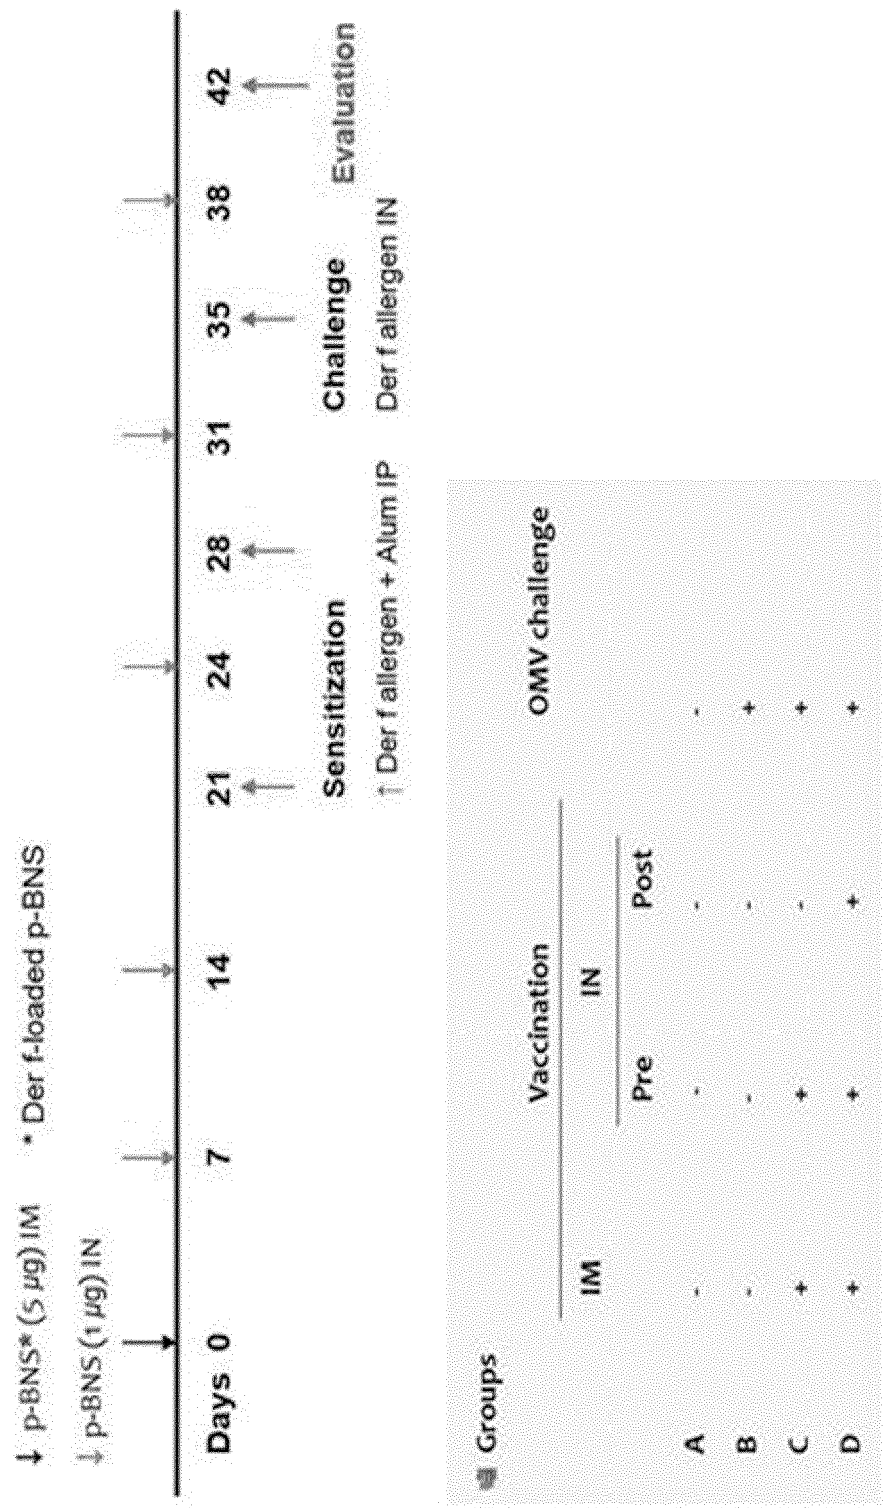 ↓ p-BNS* (5 µg) IM * Der f-loaded p-BNS
↓ p-BNS (1 µg) IN
Days 0 7 14 21 24 28 31 35 38 42
Sensitization Challenge Evaluation
↑ Der f allergen + Alum IP Der f allergen IN
Groups
Vaccination OMV challenge
IM IN
Pre Post
A - - - -
B - - - +
C + + - +
D + + + +